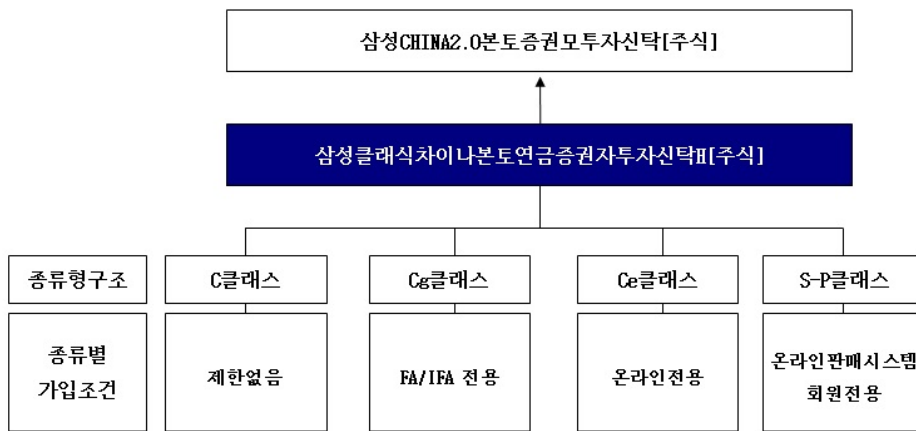 삼성CHINA2.0본토증권모투자신탁[주식]
삼성클래식차이나본토연금증권자투자신탁Ⅱ[주식]
종류형구조
C클래스
Cg클래스
Ce클래스
S-P클래스
종류별
가입조건
제한없음
FA/IFA 전용
온라인전용
온라인판매시스템
회원전용